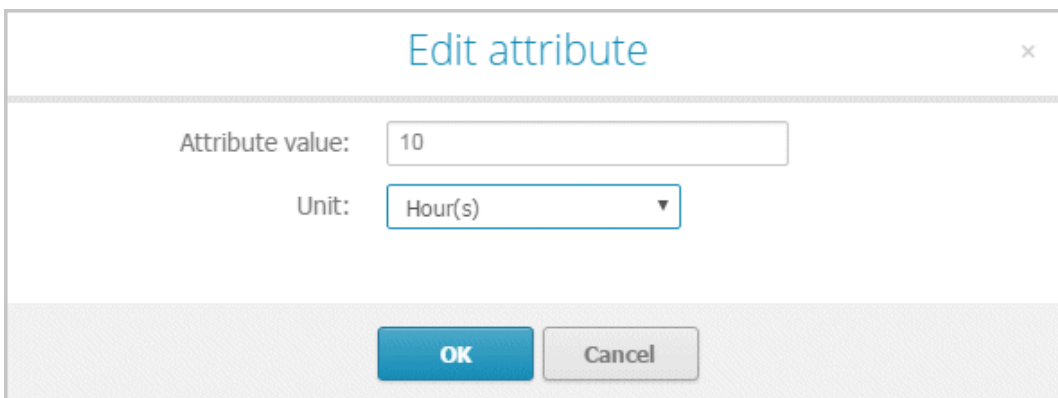 Edit attribute ×
Attribute value: 10
Unit: Hour(s) ▼
OK Cancel